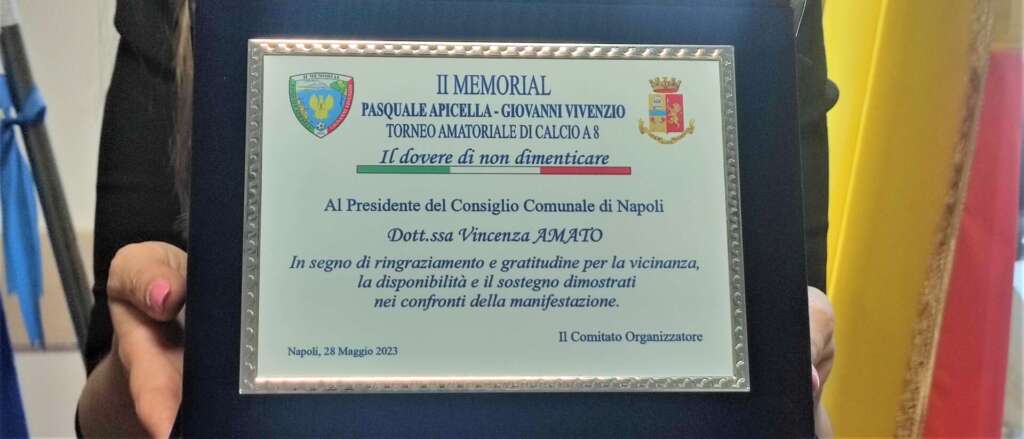 II MEMORIAL
II MEMORIAL
PASQUALE APICELLA - GIOVANNI VIVENZIO
TORNEO AMATORIALE DI CALCIO A 8
Il dovere di non dimenticare
Al Presidente del Consiglio Comunale di Napoli
Dott.ssa Vincenza AMATO
In segno di ringraziamento e gratitudine per la vicinanza,
la disponibilità e il sostegno dimostrati
nei confronti della manifestazione.
Il Comitato Organizzatore
Napoli, 28 Maggio 2023